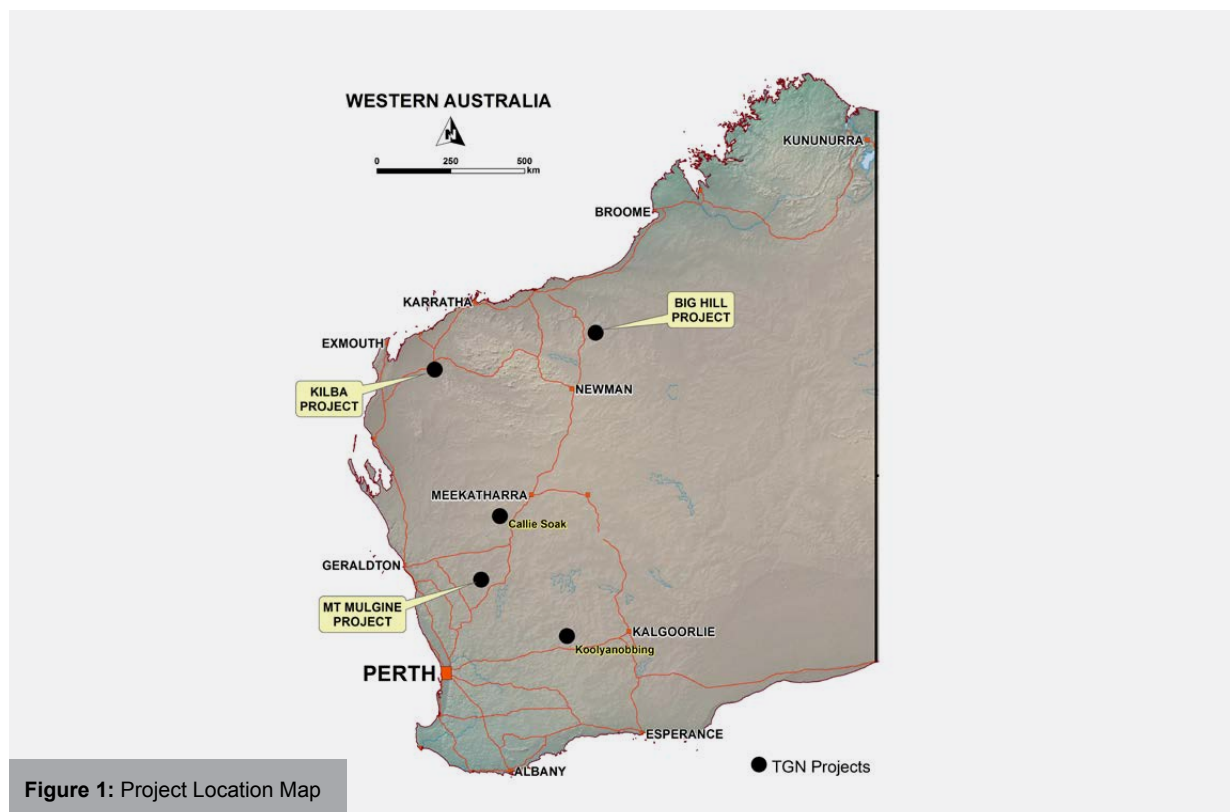 WESTERN AUSTRALIA
N
0 250 500
km
KUNUNURRA
BROOME
KARRATHA
BIG HILL
PROJECT
EXMOUTH
KILBA
PROJECT
NEWMAN
MEEKATHARRA
Callie Soak
GERALDTON
MT MULGINE
PROJECT
KALGOORLIE
Koolyanobbing
PERTH
ESPERANCE
ALBANY
TGN Projects
Figure 1: Project Location Map